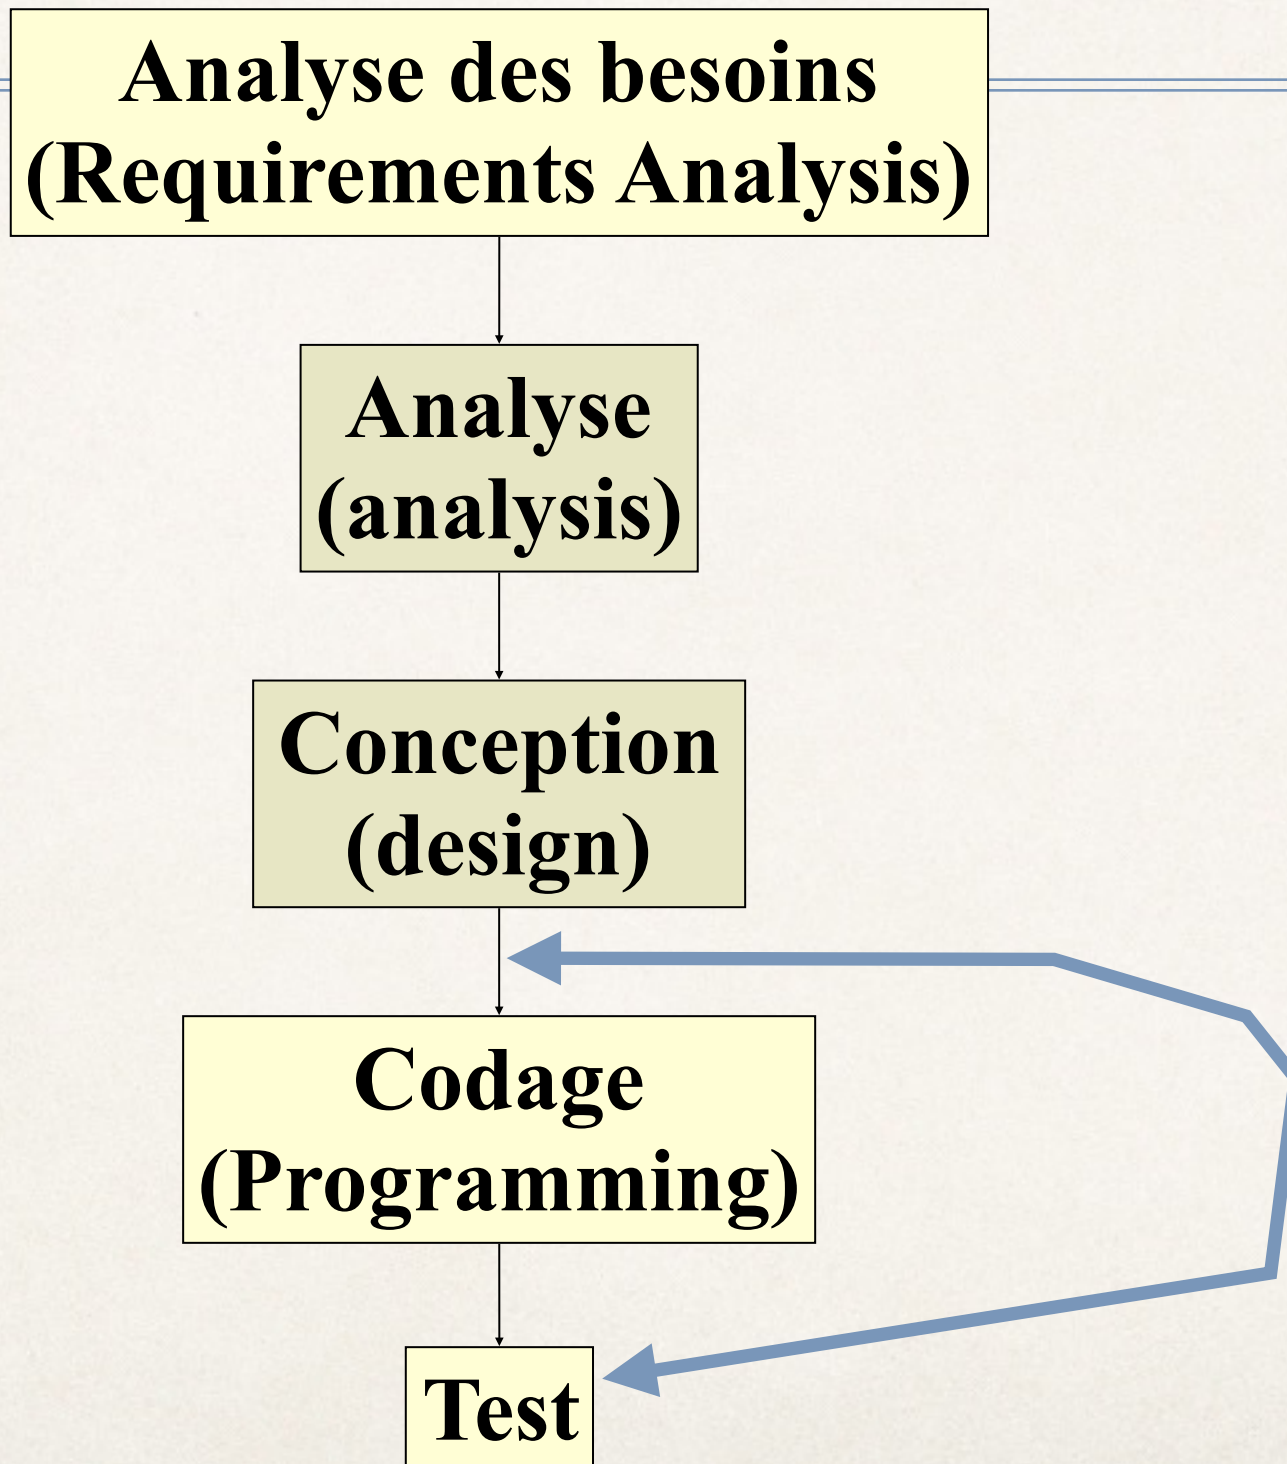 Analyse des besoins
(Requirements Analysis)
Analyse
(analysis)
Conception
(design)
Codage
(Programming)
Test